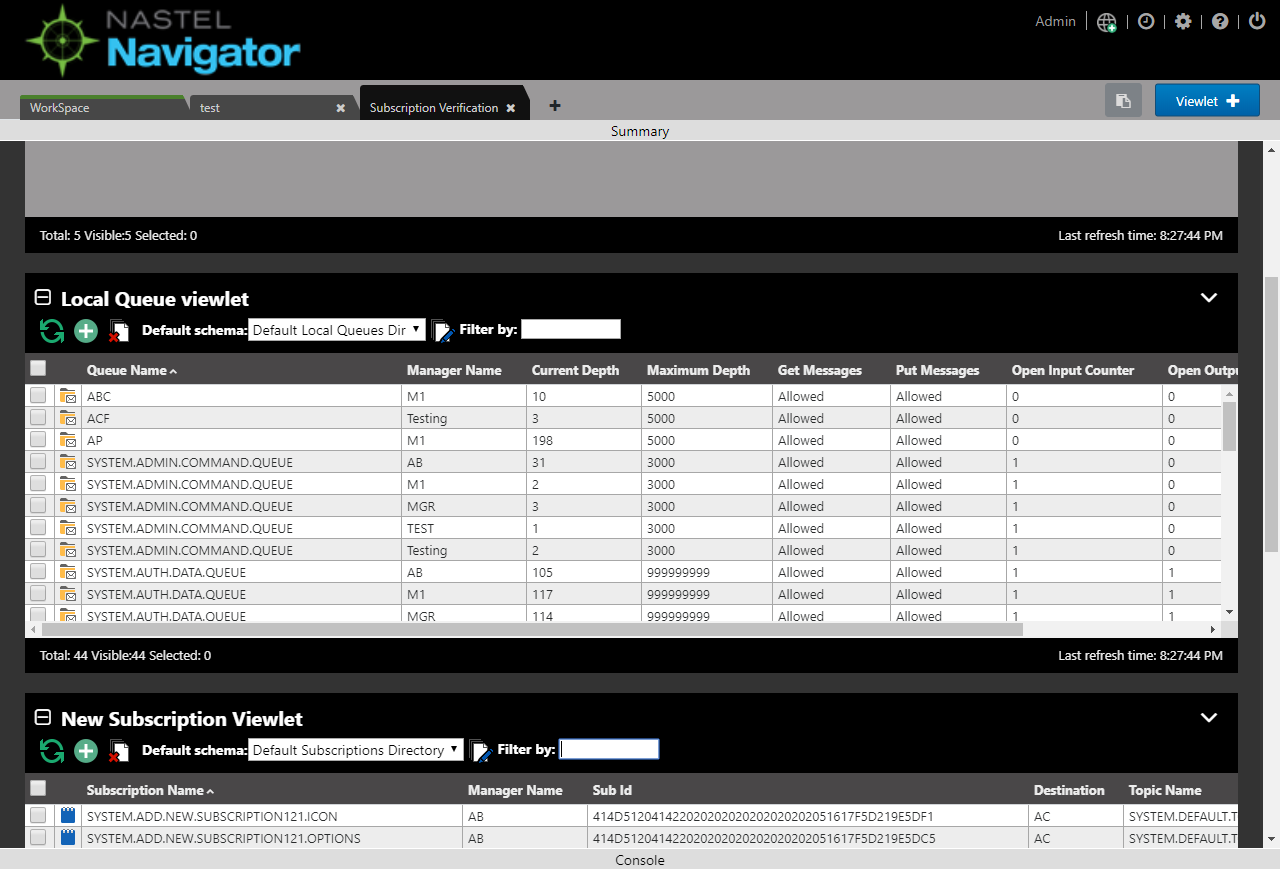 NASTEL
Navigator
Admin
WorkSpace
test
Subscription Verification
Viewlet
Summary
Total: 5 Visible:5 Selected: 0 Last refresh time: 8:27:44 PM
Local Queue viewlet
Default schema: Default Local Queues Dir Filter by:
Queue Name Manager Name Current Depth Maximum Depth Get Messages Put Messages Open Input Counter Open Outpu
ABC M1 10 5000 Allowed Allowed 0 0
ACF Testing 3 5000 Allowed Allowed 0 0
AP M1 198 5000 Allowed Allowed 0 0
SYSTEM.ADMIN.COMMAND.QUEUE AB 31 3000 Allowed Allowed 1 0
SYSTEM.ADMIN.COMMAND.QUEUE M1 2 3000 Allowed Allowed 1 0
SYSTEM.ADMIN.COMMAND.QUEUE MGR 3 3000 Allowed Allowed 1 0
SYSTEM.ADMIN.COMMAND.QUEUE TEST 1 3000 Allowed Allowed 1 0
SYSTEM.ADMIN.COMMAND.QUEUE Testing 2 3000 Allowed Allowed 1 0
SYSTEM.AUTH.DATA.QUEUE AB 105 999999999 Allowed Allowed 1 1
SYSTEM.AUTH.DATA.QUEUE M1 117 999999999 Allowed Allowed 1 1
SYSTEM.AUTH.DATA.QUEUE MGR 114 999999999 Allowed Allowed 1 1
Total: 44 Visible:44 Selected: 0 Last refresh time: 8:27:44 PM
New Subscription Viewlet
Default schema: Default Subscriptions Directory Filter by:
Subscription Name Manager Name Sub Id Destination Topic Name
SYSTEM.ADD.NEW.SUBSCRIPTION121.ICON AB 414D5120414220202020202020202020051617F5D219E5DF1 AC SYSTEM.DEFAULT.T
SYSTEM.ADD.NEW.SUBSCRIPTION121.OPTIONS AB 414D5120414220202020202020202020051617F5D219E5DC5 AC SYSTEM.DEFAULT.T
Console